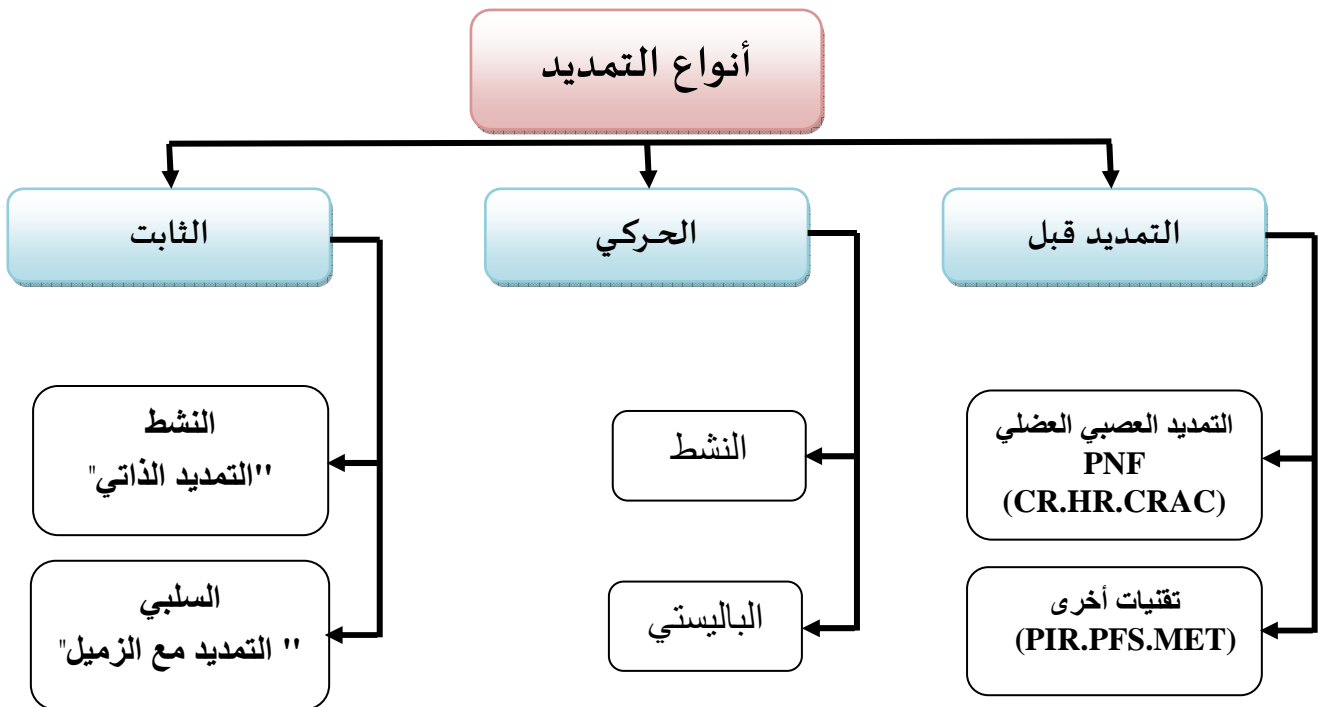 أنواع التمديد
التمديد قبل
الحركي
الثابت
التمديد العصبي العضلي
PNF
(CR.HR.CRAC)
تقنيات أخرى
(PIR.PFS.MET)
النشط
الباليستي
النشط
"التمديد الذاتي"
السلبي
" التمديد مع الزميل"